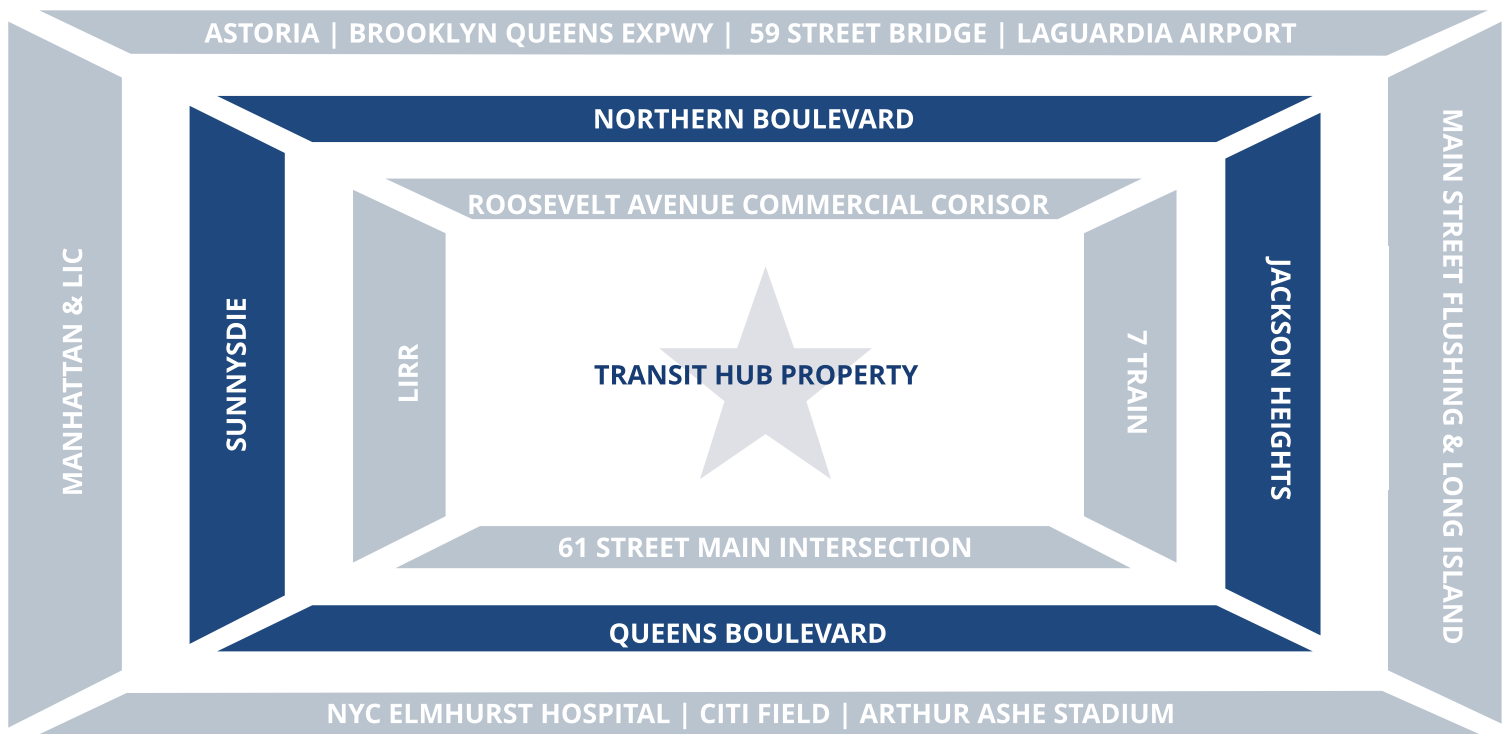 ASTORIA | BROOKLYN QUEENS EXPWY | 59 STREET BRIDGE | LAGUARDIA AIRPORT
NORTHERN BOULEVARD
ROOSEVELT AVENUE COMMERCIAL CORISOR
MANHATTAN & LIC
SUNNYSDIE
LIRR
TRANSIT HUB PROPERTY
7 TRAIN
JACKSON HEIGHTS
MAIN STREET FLUSHING & LONG ISLAND
61 STREET MAIN INTERSECTION
QUEENS BOULEVARD
NYC ELMHURST HOSPITAL | CITI FIELD | ARTHUR ASHE STADIUM